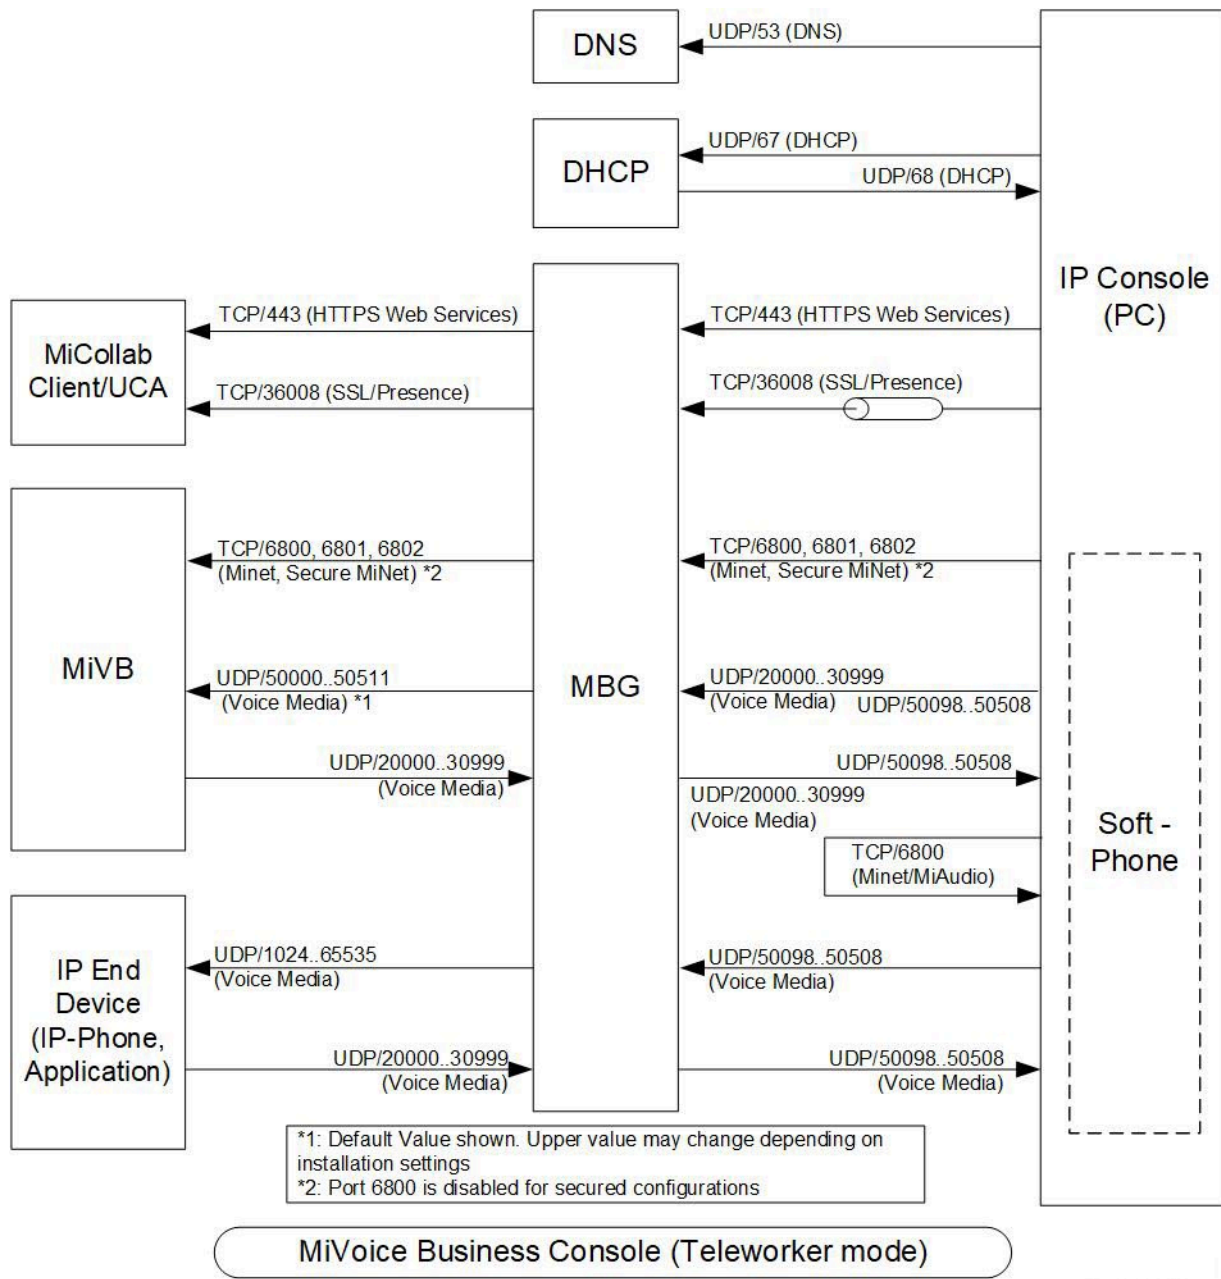 DNS
UDP/53 (DNS)
DHCP
UDP/67 (DHCP)
UDP/68 (DHCP)
IP Console
(PC)
MiCollab
Client/UCA
TCP/443 (HTTPS Web Services)
TCP/443 (HTTPS Web Services)
TCP/36008 (SSL/Presence)
TCP/36008 (SSL/Presence)
MiVB
MBG
TCP/6800, 6801, 6802
(Minet, Secure MiNet) *2
TCP/6800, 6801, 6802
(Minet, Secure MiNet) *2
UDP/50000..50511
(Voice Media) *1
UDP/20000..30999
(Voice Media)
UDP/50098..50508
UDP/20000..30999
(Voice Media)
UDP/50098..50508
UDP/20000..30999
(Voice Media)
Soft -
Phone
TCP/6800
(Minet/MiAudio)
IP End
Device
(IP-Phone,
Application)
UDP/1024..65535
(Voice Media)
UDP/50098..50508
(Voice Media)
UDP/20000..30999
(Voice Media)
UDP/50098..50508
(Voice Media)
*1: Default Value shown. Upper value may change depending on
installation settings
*2: Port 6800 is disabled for secured configurations
MiVoice Business Console (Teleworker mode)